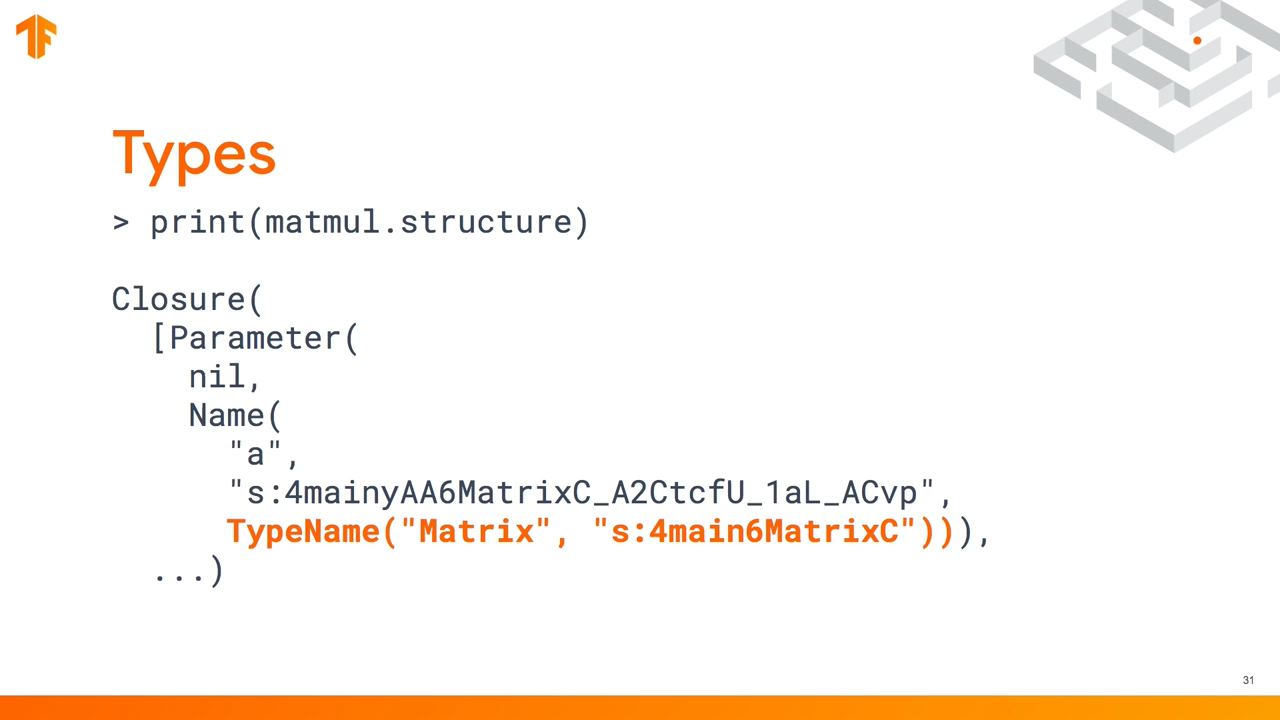 Types
> print(matmul.structure)
Closure(
[Parameter(
nil,
Name(
"a",
"s:4mainyAA6MatrixC_A2CtcfU_1aL_ACvp",
TypeName("Matrix", "s:4main6MatrixC"))),
...)
31